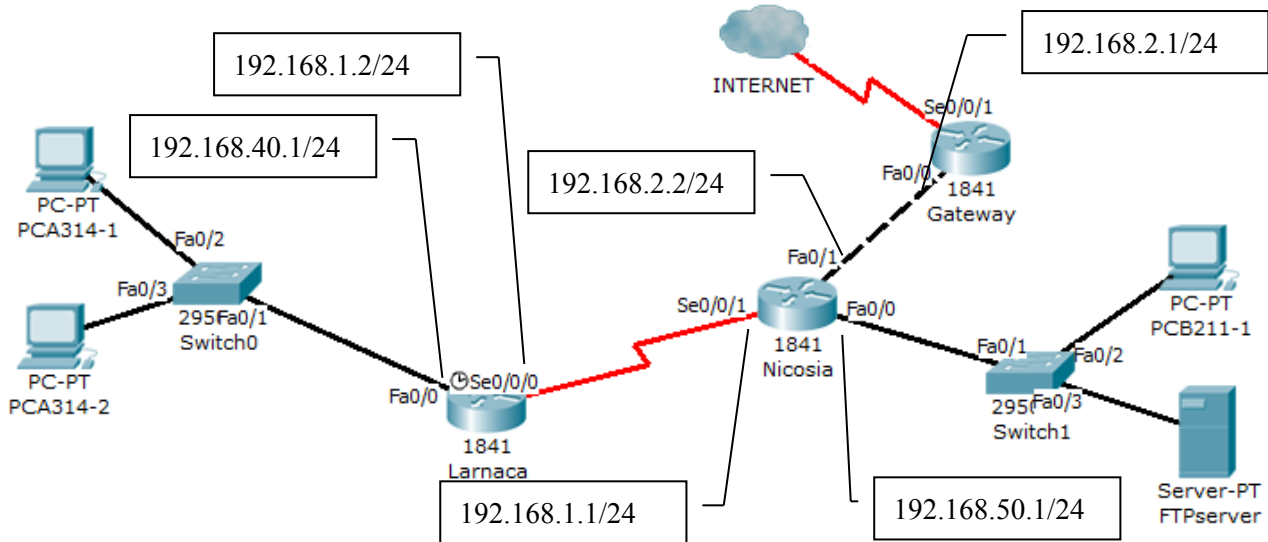 192.168.2.1/24
192.168.1.2/24
INTERNET
Se0/0/1
192.168.40.1/24
192.168.2.2/24
Fa0/0
1841
Gateway
PC-PT
PCA314-1
Fa0/2
Fa0/1
PC-PT
PCB211-1
Fa0/3
Se0/0/1
Fa0/0
Fa0/1
Switch0
1841
Nicosia
Fa0/1
Fa0/2
Fa0/3
Switch1
PC-PT
PCA314-2
Fa0/0
Se0/0/0
1841
Larnaca
192.168.1.1/24
192.168.50.1/24
Server-PT
FTPserver